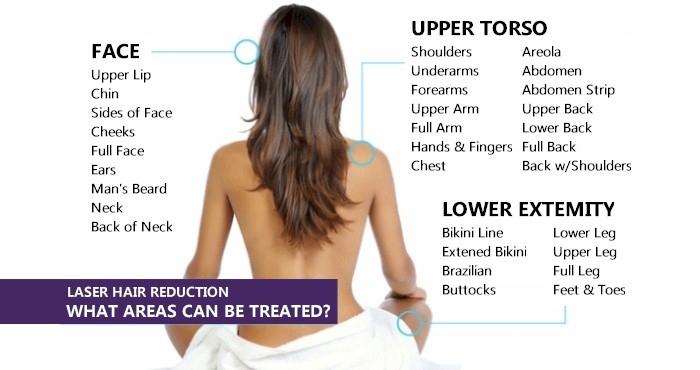 FACE
Upper Lip
Chin
Sides of Face
Cheeks
Full Face
Ears
Man's Beard
Neck
Back of Neck
UPPER TORSO
Shoulders
Underarms
Forearms
Upper Arm
Full Arm
Hands & Fingers
Chest
Areola
Abdomen
Abdomen Strip
Upper Back
Lower Back
Full Back
Back w/Shoulders
LOWER EXTEMITY
Bikini Line
Extened Bikini
Brazilian
Buttocks
Lower Leg
Upper Leg
Full Leg
Feet & Toes
LASER HAIR REDUCTION
WHAT AREAS CAN BE TREATED?